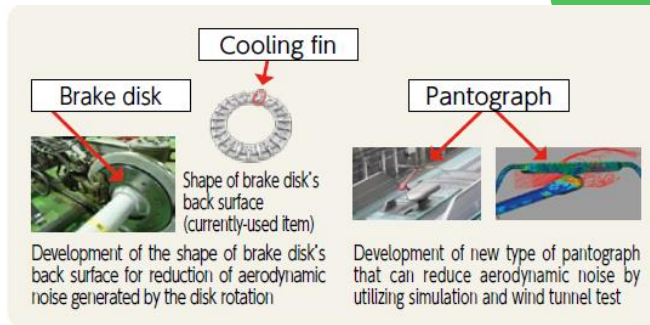 Cooling fin
Brake disk
Pantograph
Shape of brake disk's
back surface
(currently-used item)
Development of the shape of brake disk's
back surface for reduction of aerodynamic
noise generated by the disk rotation
Development of new type of pantograph
that can reduce aerodynamic noise by
utilizing simulation and wind tunnel test